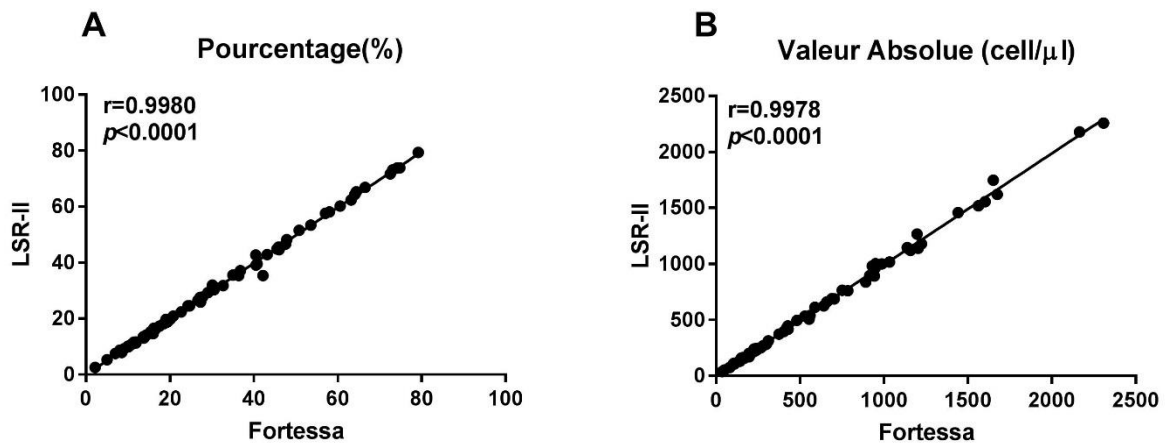 A
Pourcentage(%)
r=0.9980
p<0.0001
LSR-II
100
80
60
40
20
0
0 20 40 60 80 100
Fortessa
B
Valeur Absolue (cell/μl)
r=0.9978
p<0.0001
LSR-II
2500
2000
1500
1000
500
0
0 500 1000 1500 2000 2500
Fortessa